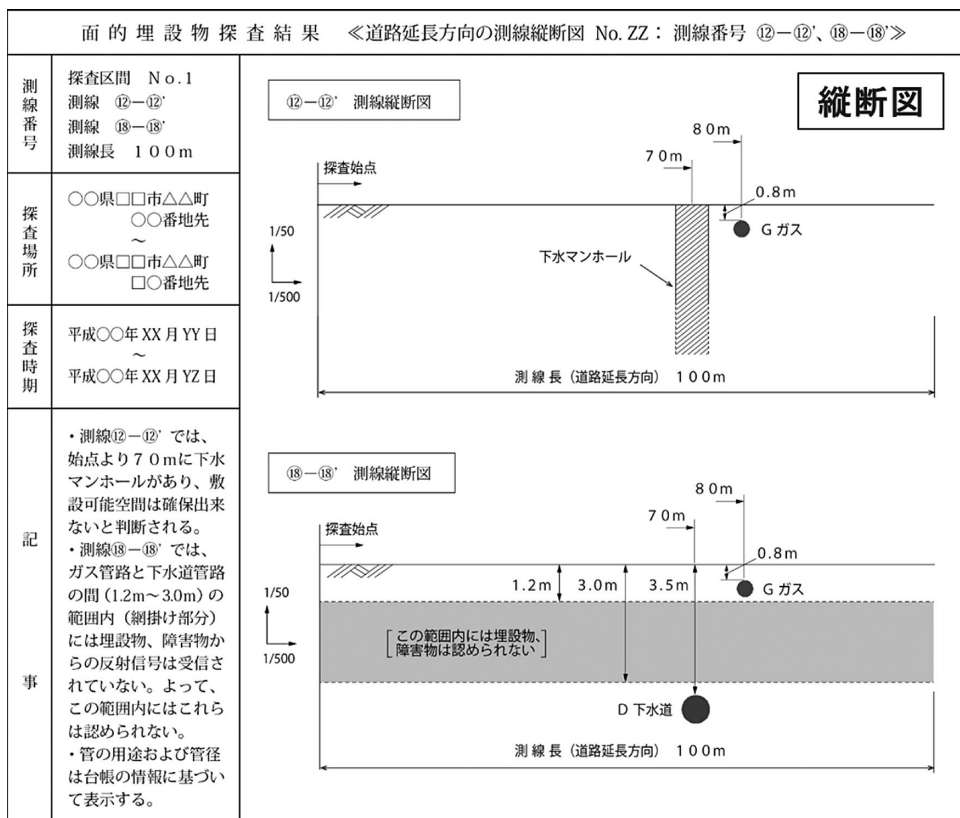 面的埋設物探査結果 ≪道路延長方向の測線縦断図 No. ZZ： 測線番号 ⑫－⑫’、⑱－⑱’≫
測線番号
探査区間 No.1
測線 ⑫－⑫’
測線 ⑱－⑱’
測線長 100m
探査場所
○○県□□市△△町
○○番地先
～
○○県□□市△△町
□○番地先
探査時期
平成○○年 XX 月 YY 日
～
平成○○年 XX 月 YZ 日
記事
・測線⑫－⑫’ では、
始点より７０ｍに下水
マンホールがあり、敷
設可能空間は確保出来
ないと判断される。
・測線⑱－⑱’ では、
ガス管路と下水道管路
の間（1.2m～3.0m）の
範囲内（網掛け部分）
には埋設物、障害物か
らの反射信号は受信さ
れていない。よって、
この範囲内にはこれら
は認められない。
・管の用途および管径
は台帳の情報に基づい
て表示する。
⑫－⑫’ 測線縦断図
縦断図
80m
70m
探査始点
0.8m
G ガス
下水マンホール
1/50
1/500
測線長（道路延長方向） 100m
⑱－⑱’ 測線縦断図
80m
70m
探査始点
0.8m
1.2m 3.0m 3.5m
G ガス
1/50
1/500
この範囲内には埋設物、
障害物は認められない
D 下水道
測線長（道路延長方向） 100m